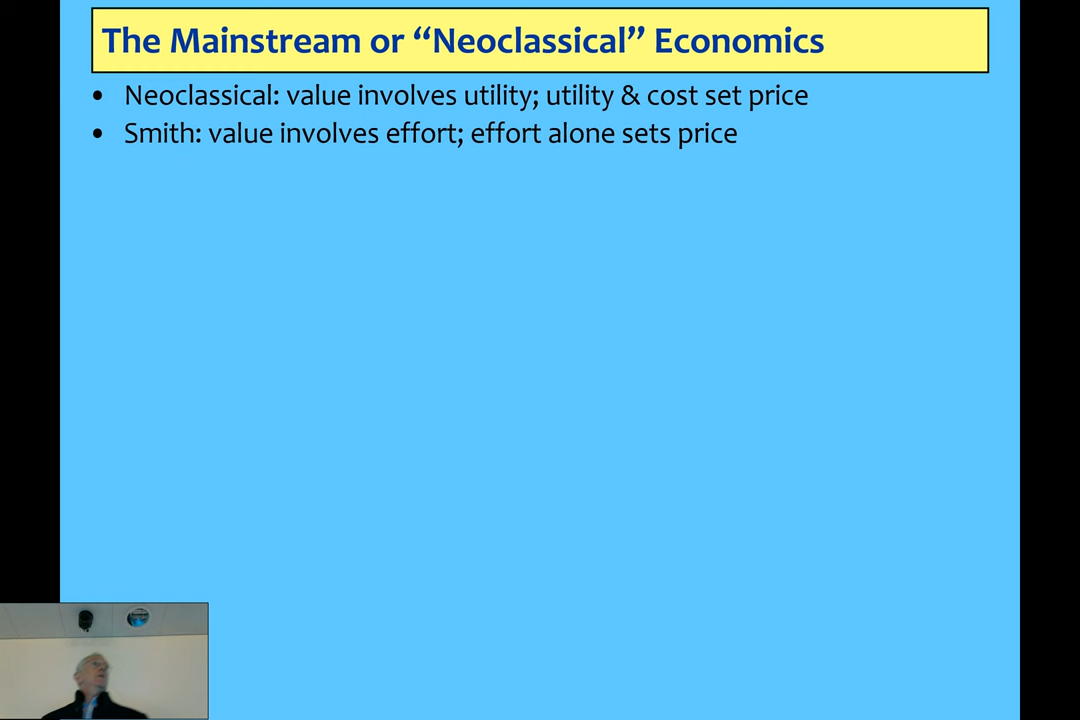 The Mainstream or “Neoclassical” Economics
• Neoclassical: value involves utility; utility & cost set price
• Smith: value involves effort; effort alone sets price